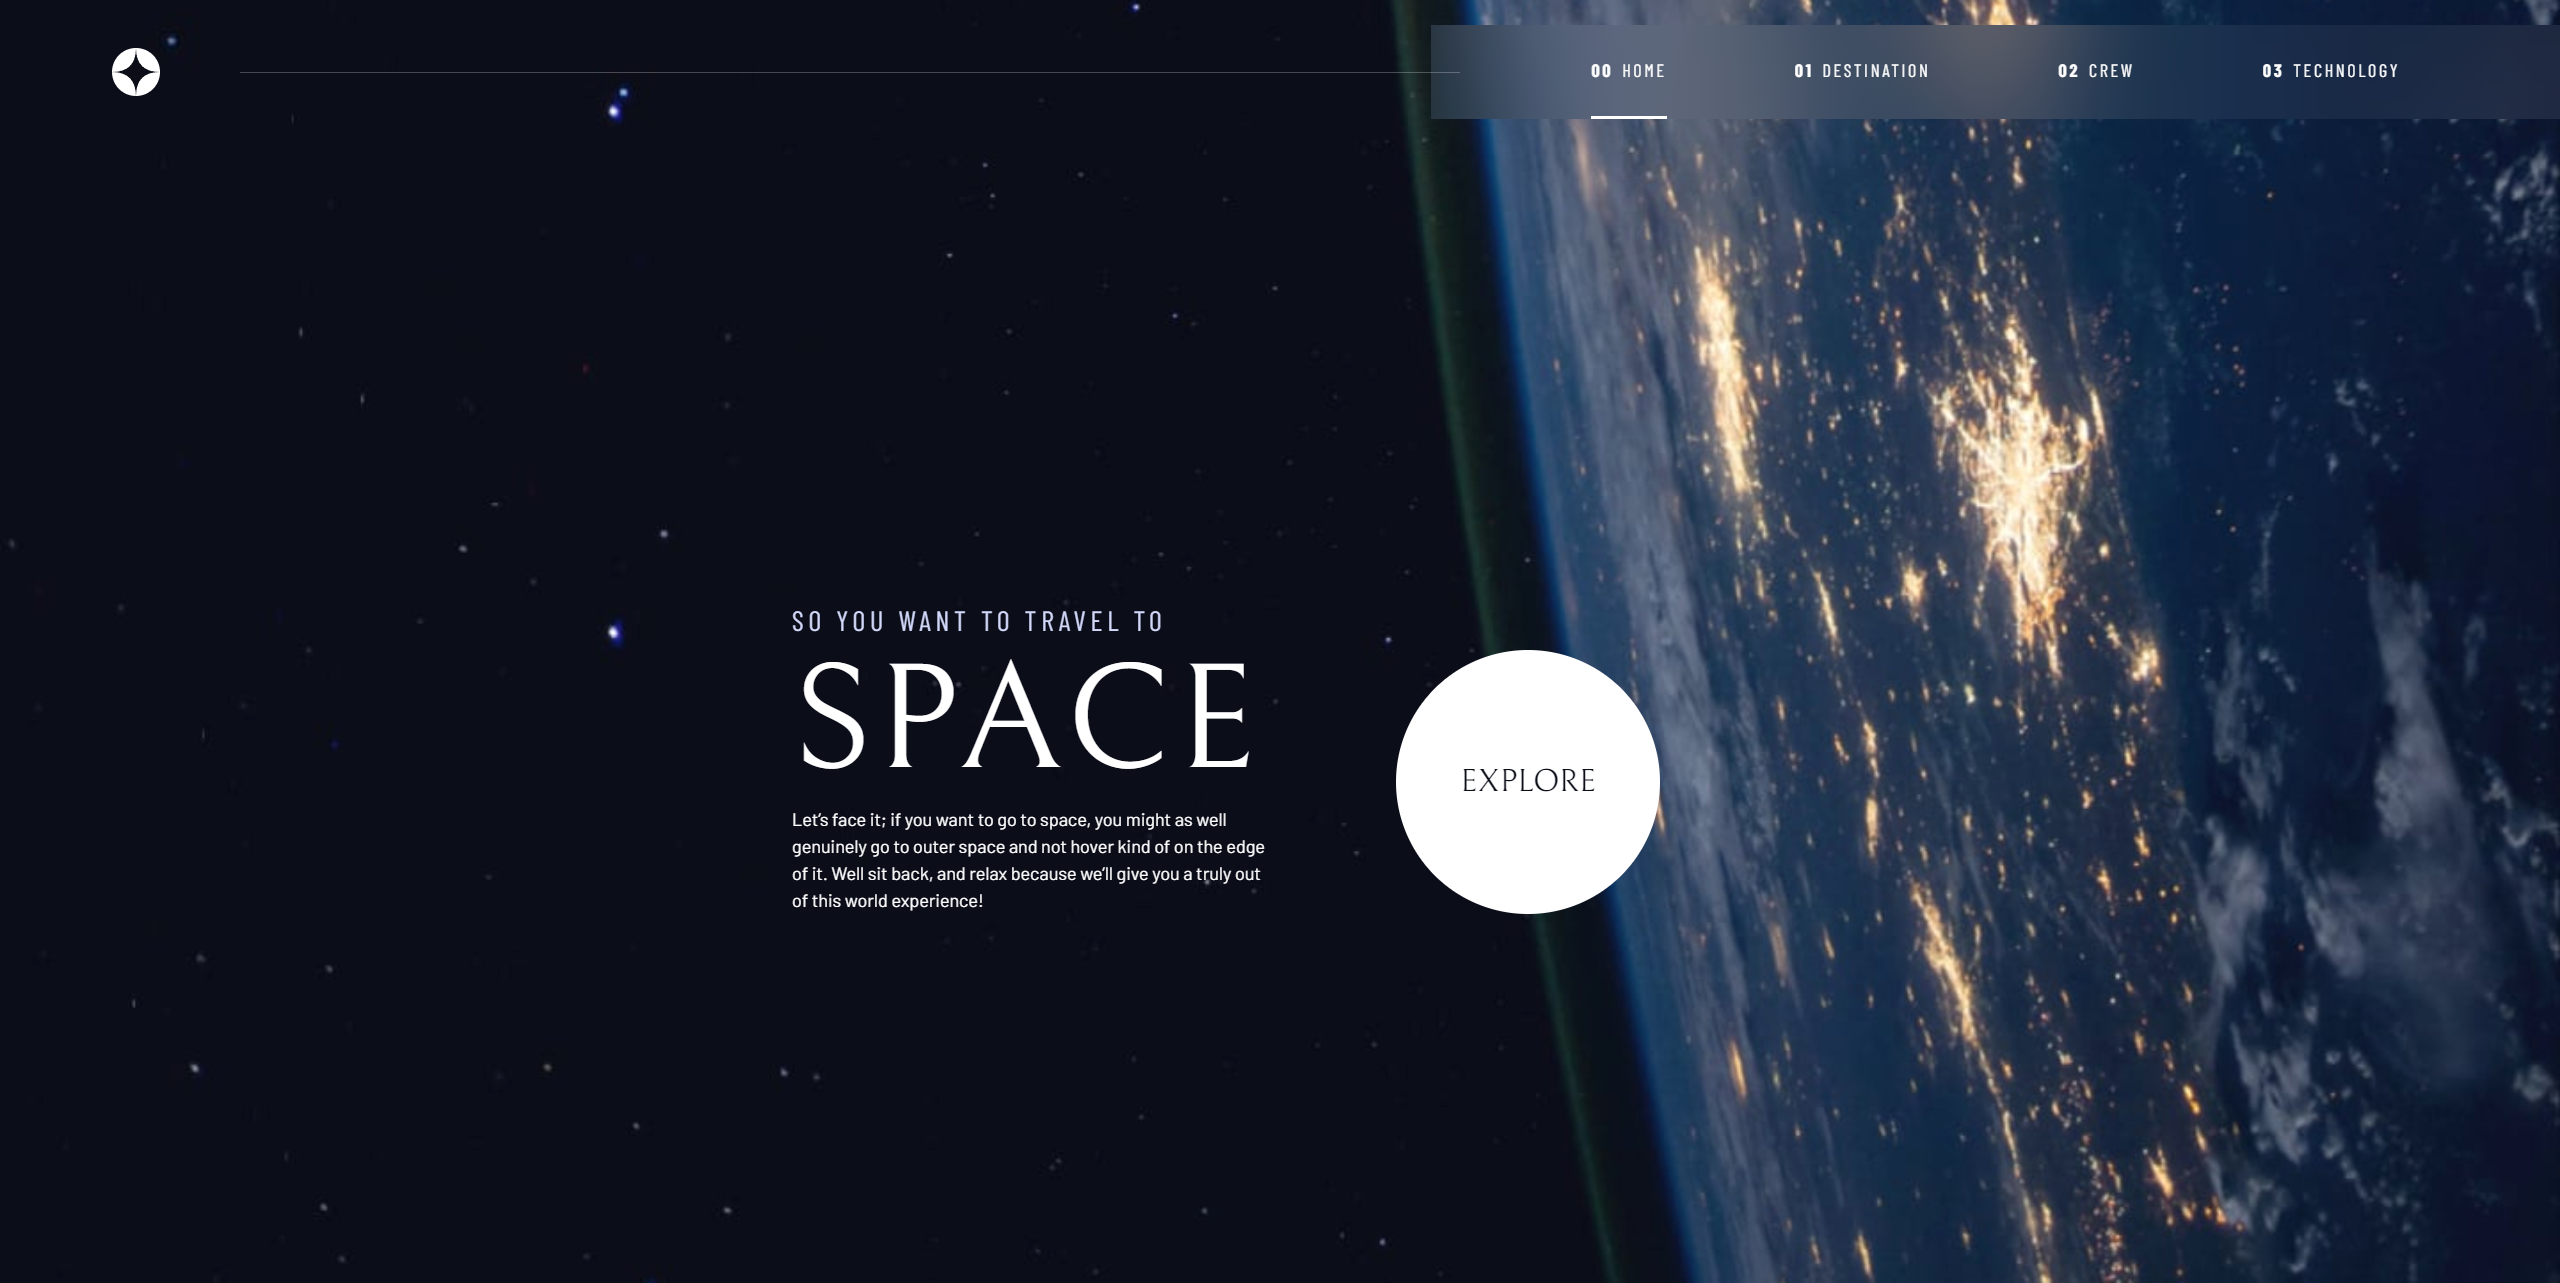 00 HOME 01 DESTINATION 02 CREW 03 TECHNOLOGY
SO YOU WANT TO TRAVEL TO
SPACE
Let’s face it; if you want to go to space, you might as well
genuinely go to outer space and not hover kind of on the edge
of it. Well sit back, and relax because we’ll give you a truly out
of this world experience!
EXPLORE